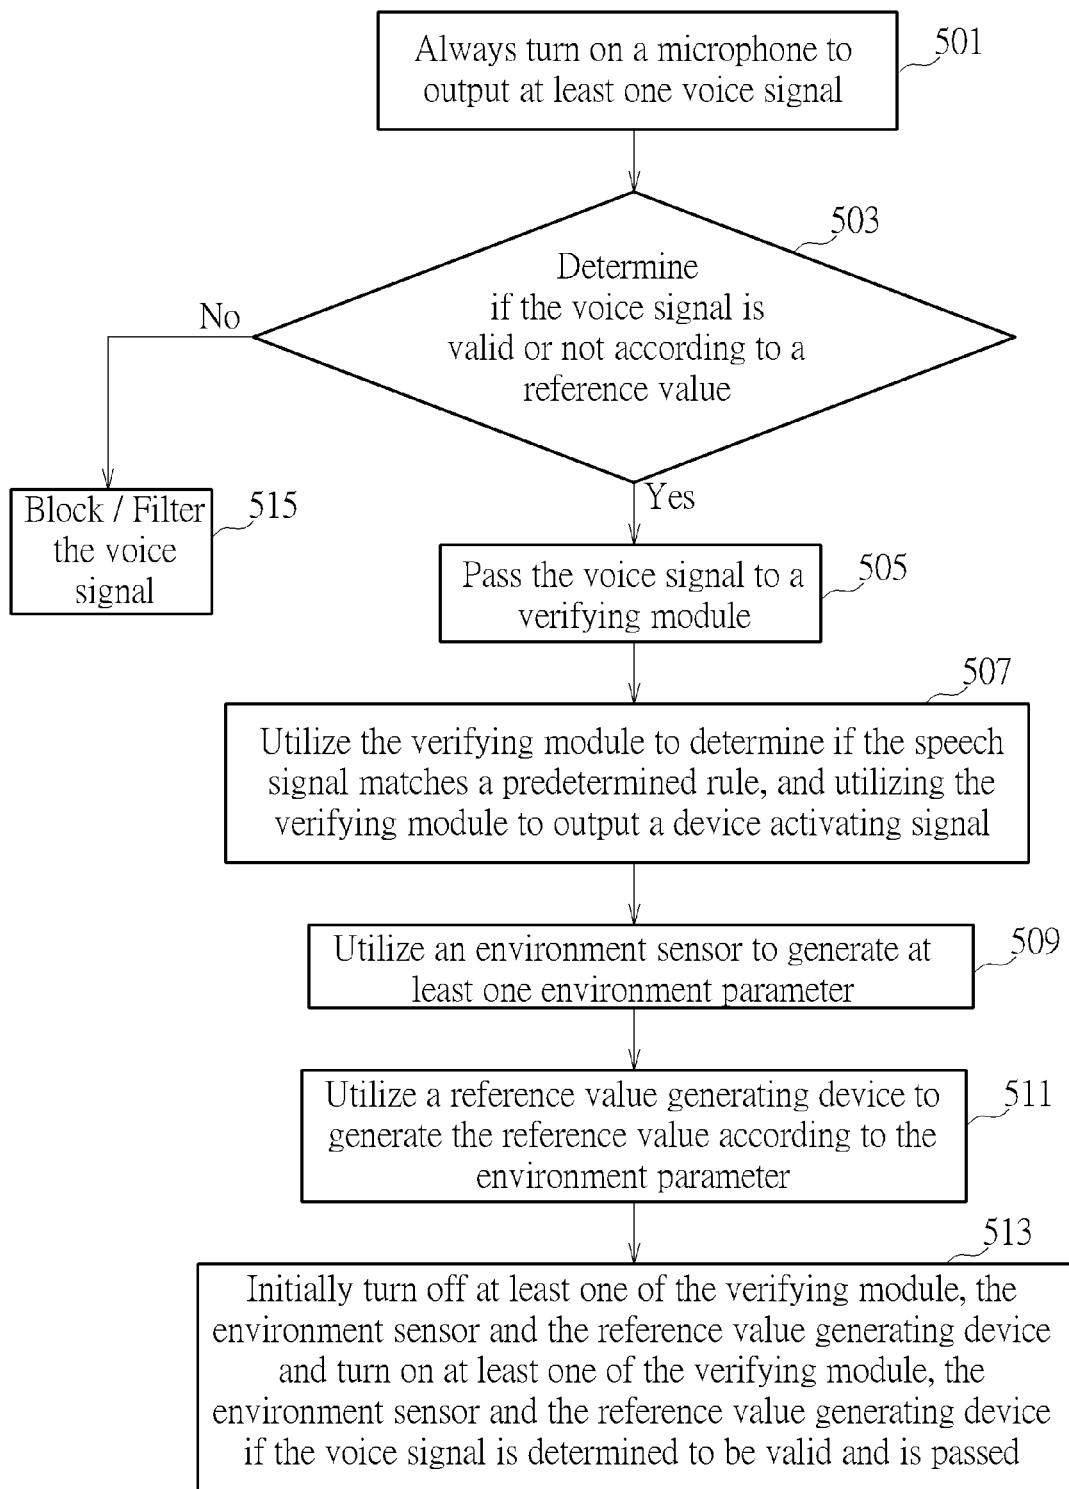 Always turn on a microphone to
output at least one voice signal
501
503
Determine
if the voice signal is
valid or not according to a
reference value
No
Yes
Block / Filter
the voice
signal
515
Pass the voice signal to a
verifying module
505
507
Utilize the verifying module to determine if the speech
signal matches a predetermined rule, and utilizing the
verifying module to output a device activating signal
Utilize an environment sensor to generate at
least one environment parameter
509
Utilize a reference value generating device to
generate the reference value according to the
environment parameter
511
513
Initially turn off at least one of the verifying module, the
environment sensor and the reference value generating device
and turn on at least one of the verifying module, the
environment sensor and the reference value generating device
if the voice signal is determined to be valid and is passed